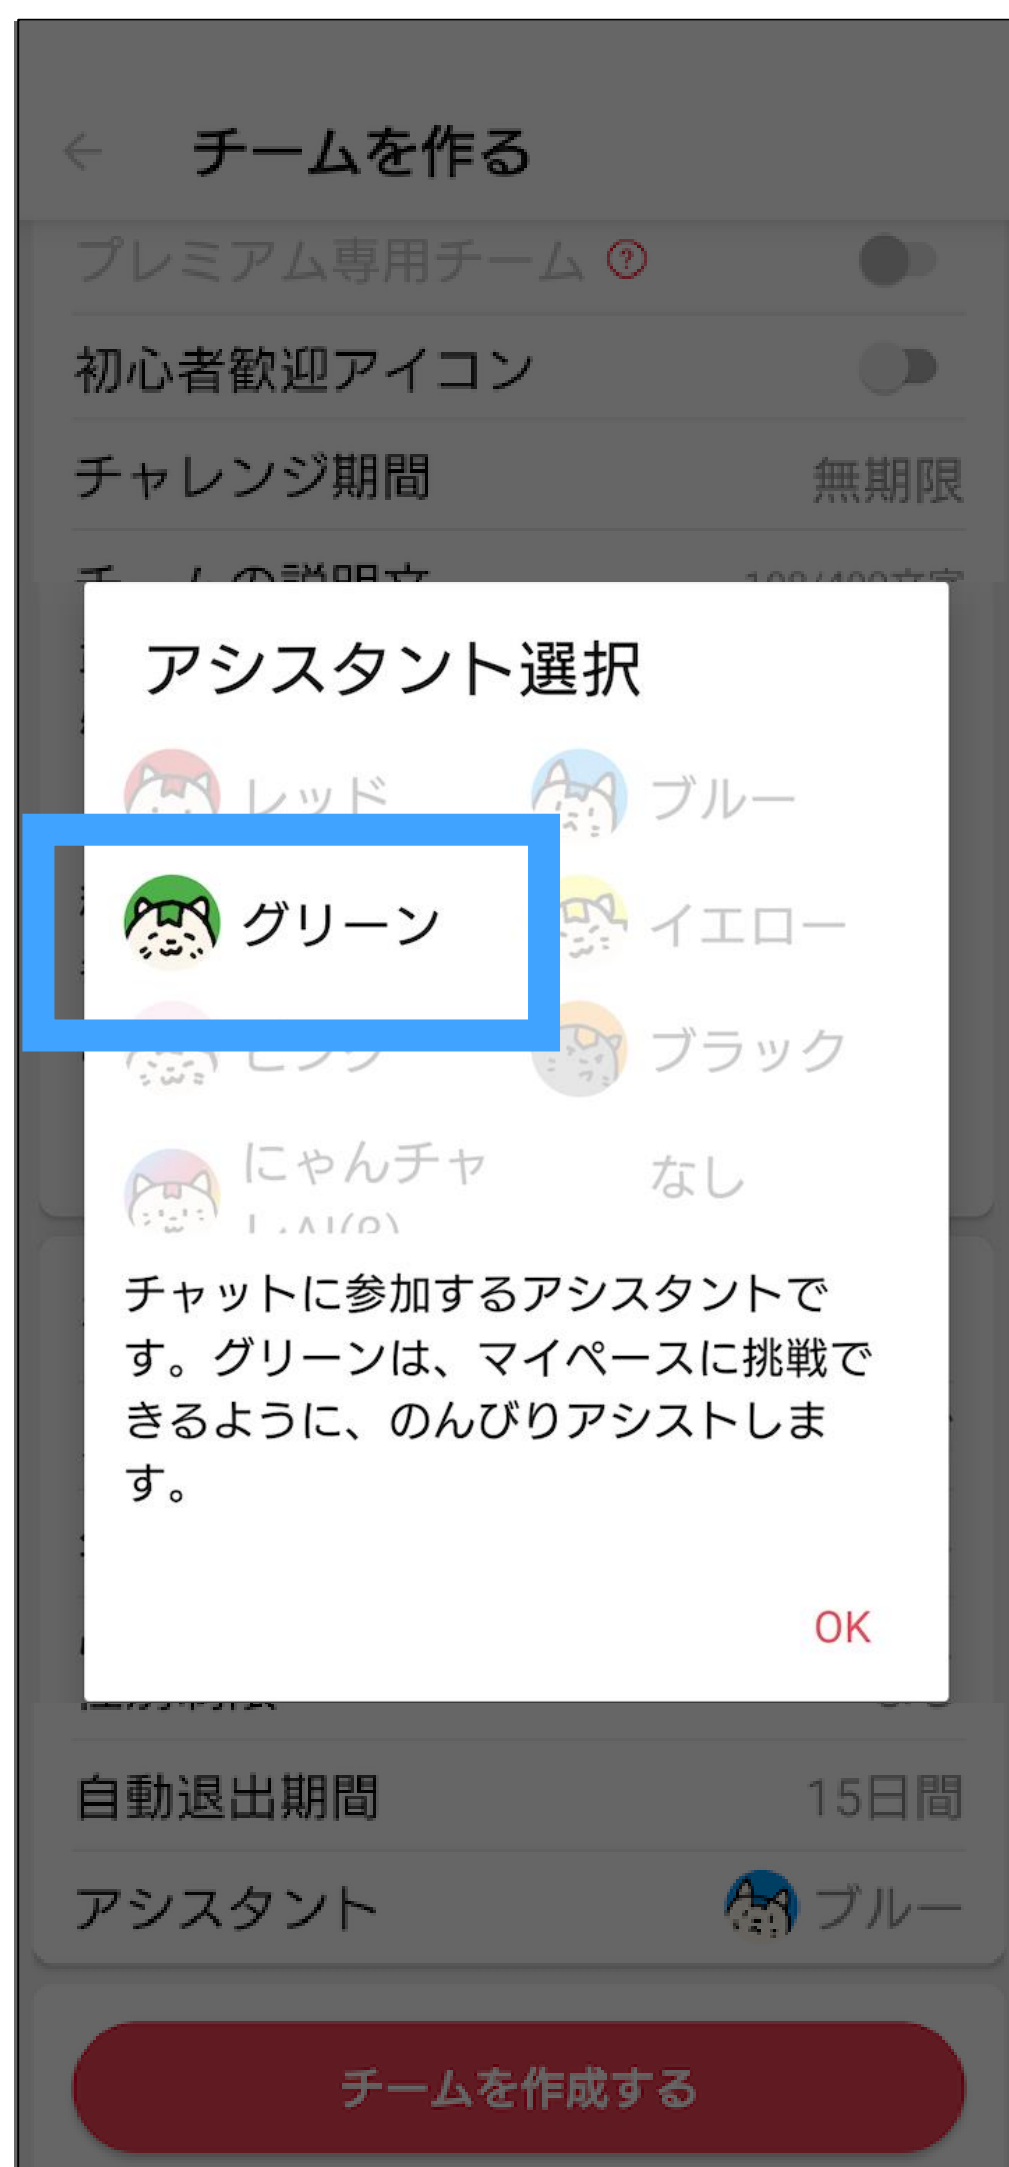 チームを作る
プレミアム専用チーム ?
初心者歓迎アイコン
チャレンジ期間 無期限
アシスタント選択
レッド ブルー
グリーン イエロー
ピンク ブラック
にゃんチャ なし
チャットに参加するアシスタントで
す。グリーンは、マイペースに挑戦で
きるように、のんびりアシストしま
す。
OK
自動退出期間 15日間
アシスタント ブルー
チームを作成する